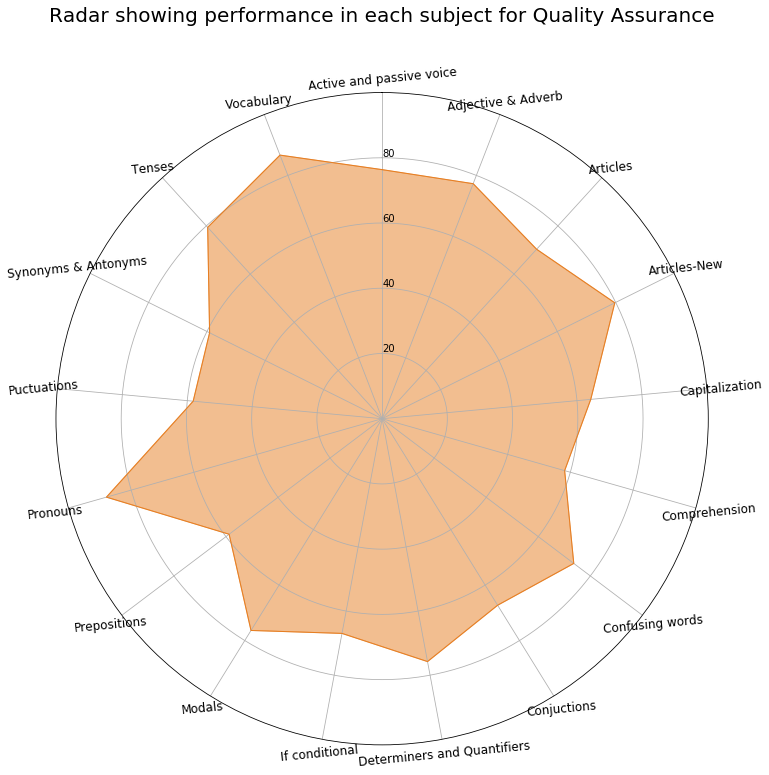 Radar showing performance in each subject for Quality Assurance
Active and passive voice
Adjective & Adverb
Articles
Articles-New
Capitalization
Comprehension
Confusing words
Conjuctions
Determiners and Quantifiers
If conditional
Modals
Prepositions
Pronouns
Puctuations
Synonyms & Antonyms
Tenses
Vocabulary
80
60
40
20